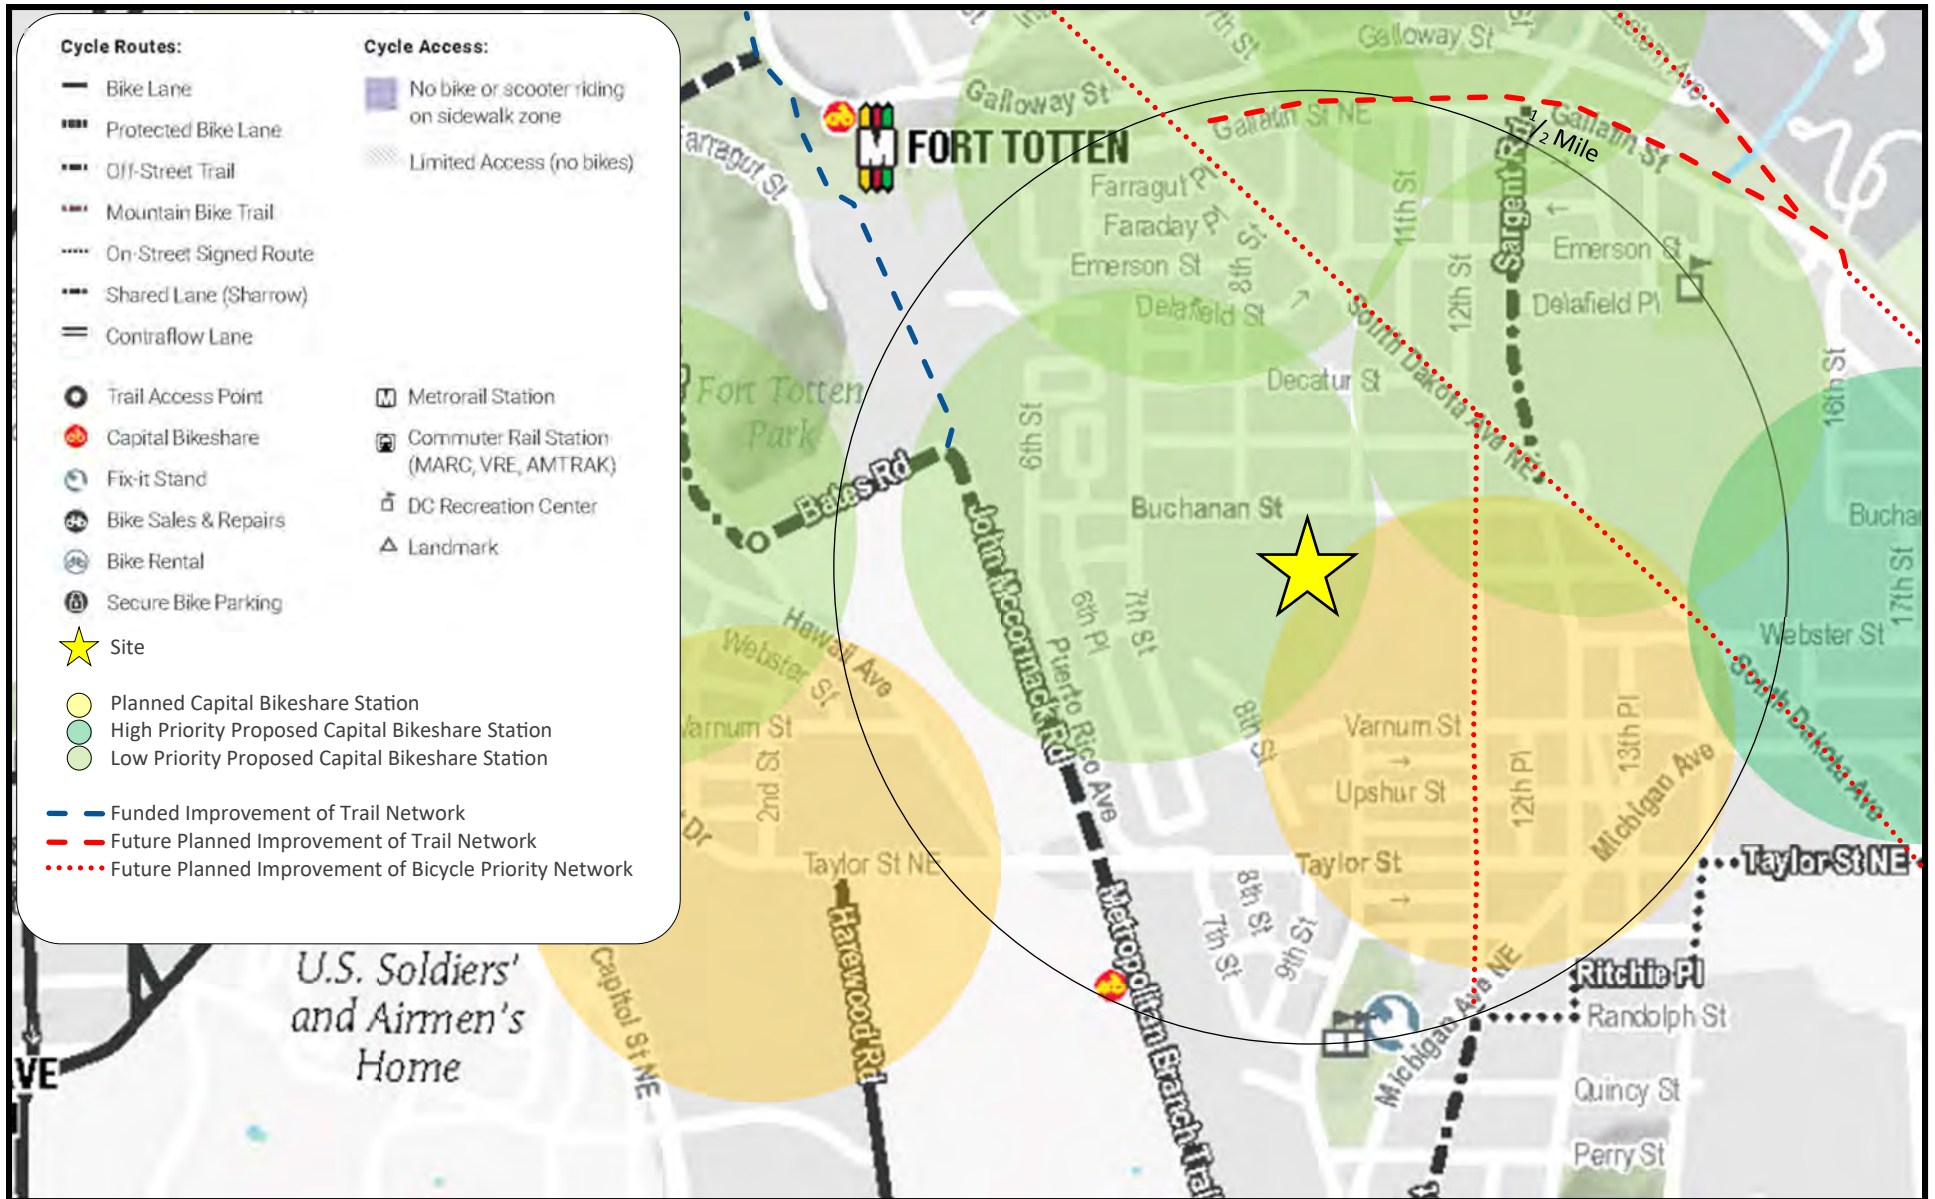 Cycle Routes:
Bike Lane
Protected Bike Lane
Off-Street Trail
Mountain Bike Trail
On-Street Signed Route
Shared Lane (Sharrow)
Contraflow Lane
Trail Access Point
Capital Bikeshare
Fix-it Stand
Bike Sales & Repairs
Bike Rental
Secure Bike Parking
Site
Cycle Access:
No bike or scooter riding
on sidewalk zone
Limited Access (no bikes)
M Metrorail Station
Commuter Rail Station
(MARC, VRE, AMTRAK)
DC Recreation Center
Landmark
Planned Capital Bikeshare Station
High Priority Proposed Capital Bikeshare Station
Low Priority Proposed Capital Bikeshare Station
Funded Improvement of Trail Network
Future Planned Improvement of Trail Network
Future Planned Improvement of Bicycle Priority Network
7th St
Galloway St
Eastern Ave
Galloway St
Gallatin St NE
Gallatin St
1/2 Mile
M FORT TOTTEN
Farragut St
Farragut Pl
Faraday Pl
Emerson St
8th St
11th St
12th St
Sargent Rd
Emerson St
Delafield St
Delafield Pl
South Dakota Ave NE
Decatur St
16th St
Fort Totten
Park
6th St
Bates Rd
Buchanan St
Bucha
17th St
John Mccormack Rd
6th Pl
7th St
Puerto Rico Ave
Hawaii Ave
Webster St
Webster St
South Dakota Ave
Varnum St
2nd St
8th St
Varnum St
Upshur St
12th Pl
13th Pl
Michigan Ave
Dr
Taylor St NE
Taylor St
Taylor St NE
8th St
7th St
9th St
Harewood Rd
Metropolitan Branch Trail
Capitol St NE
U.S. Soldiers'
and Airmen's
Home
VE
Michigan Ave NE
Ritchie Pl
Randolph St
Quincy St
Perry St